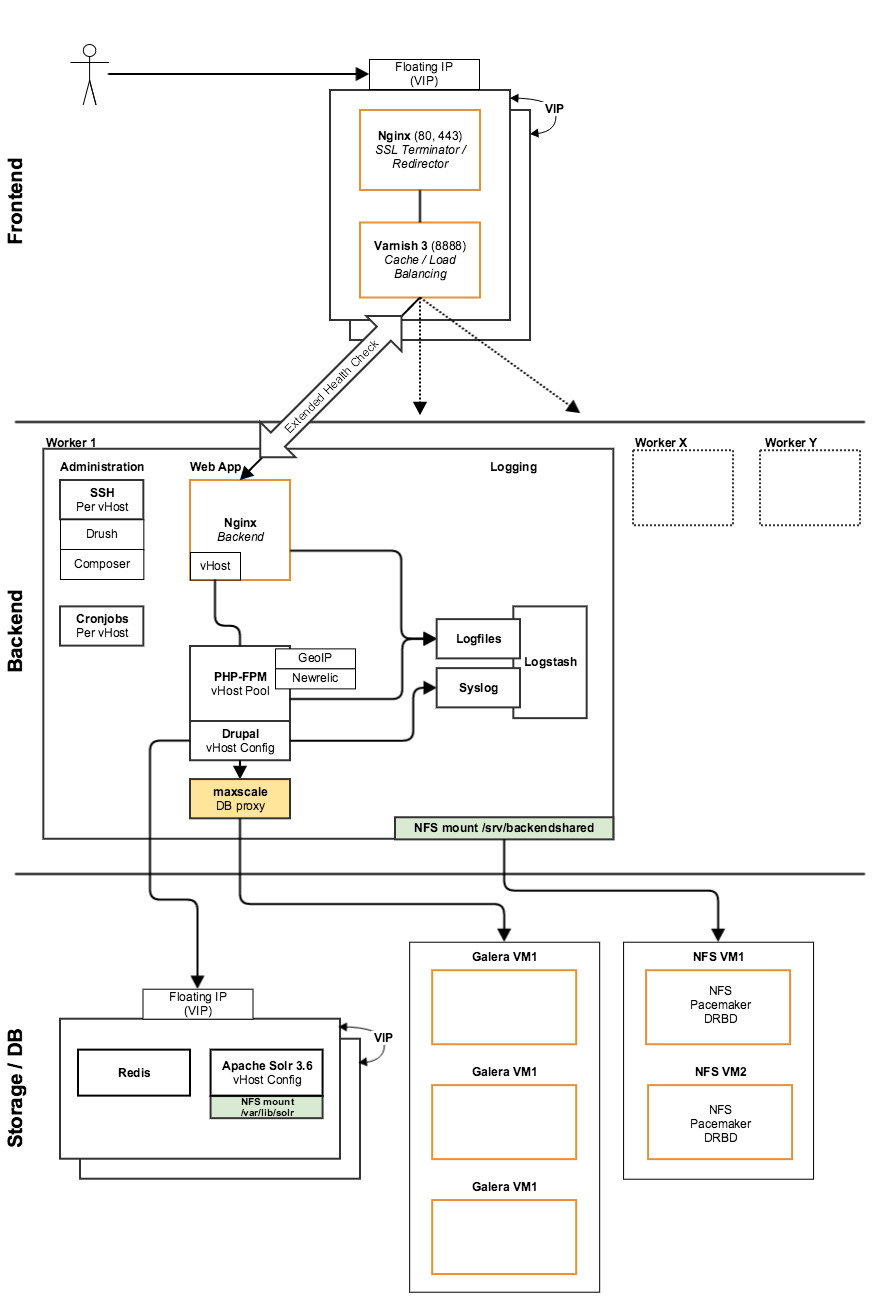 Frontend
Floating IP
(VIP)
VIP
Nginx (80, 443)
SSL Terminator /
Redirector
Varnish 3 (8888)
Cache / Load
Balancing
Extended Health Check
Backend
Worker 1
Worker X
Worker Y
Administration
Web App
Logging
SSH
Per vHost
Drush
Composer
Cronjobs
Per vHost
Nginx
Backend
vHost
PHP-FPM
vHost Pool
GeoIP
Newrelic
Drupal
vHost Config
maxscale
DB proxy
Logfiles
Syslog
Logstash
NFS mount /srv/backendshared
Storage / DB
Floating IP
(VIP)
VIP
Redis
Apache Solr 3.6
vHost Config
NFS mount
/var/lib/solr
Galera VM1
Galera VM1
Galera VM1
NFS VM1
NFS
Pacemaker
DRBD
NFS VM2
NFS
Pacemaker
DRBD